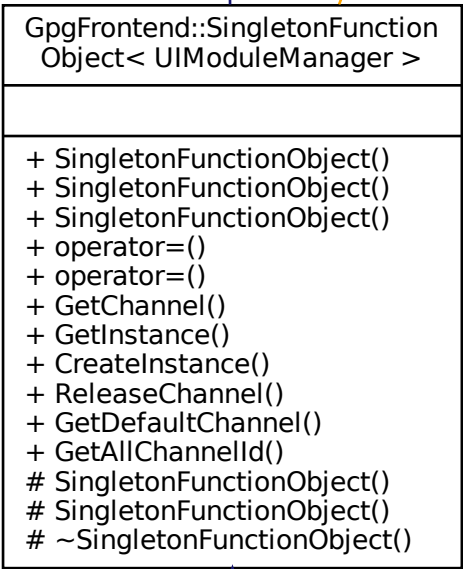 GpgFrontend::SingletonFunction
Object< UIModuleManager >
+ SingletonFunctionObject()
+ SingletonFunctionObject()
+ SingletonFunctionObject()
+ operator=()
+ operator=()
+ GetChannel()
+ GetInstance()
+ CreateInstance()
+ ReleaseChannel()
+ GetDefaultChannel()
+ GetAllChannelId()
# SingletonFunctionObject()
# SingletonFunctionObject()
# ~SingletonFunctionObject()